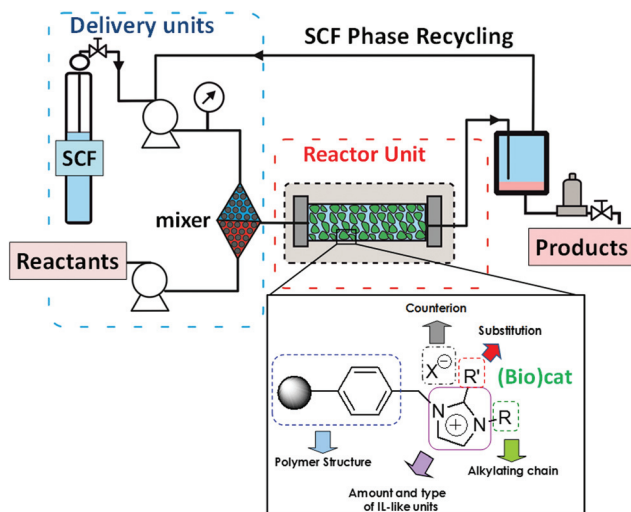 Delivery units
SCF Phase Recycling
SCF
Reactor Unit
mixer
Reactants
Products
Counterion
Substitution
X⊖
R'
(Bio)cat
N
⊕
N
R
Polymer Structure
Alkylating chain
Amount and type
of IL-like units